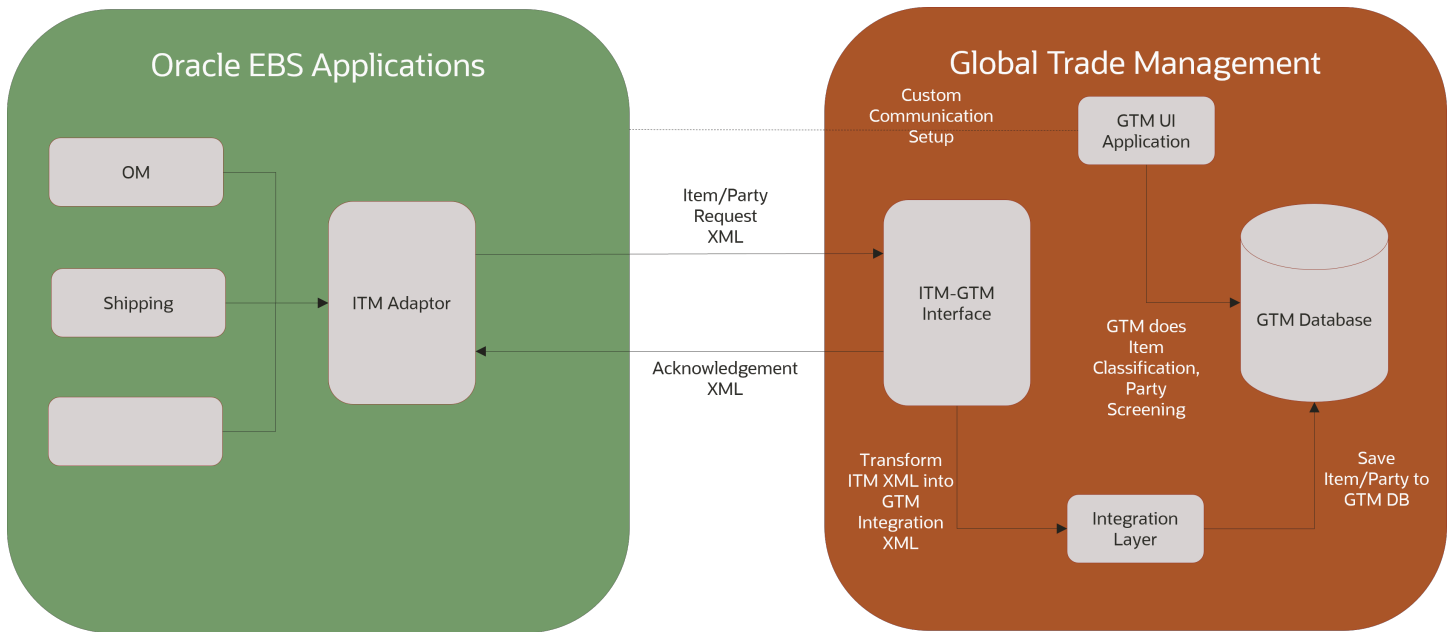 Oracle EBS Applications
OM
Shipping
ITM Adaptor
Item/Party
Request
XML
Acknowledgement
XML
Global Trade Management
Custom
Communication
Setup
GTM UI
Application
ITM-GTM
Interface
GTM Database
GTM does
Item
Classification,
Party
Screening
Transform
ITM XML into
GTM
Integration
XML
Integration
Layer
Save
Item/Party to
GTM DB